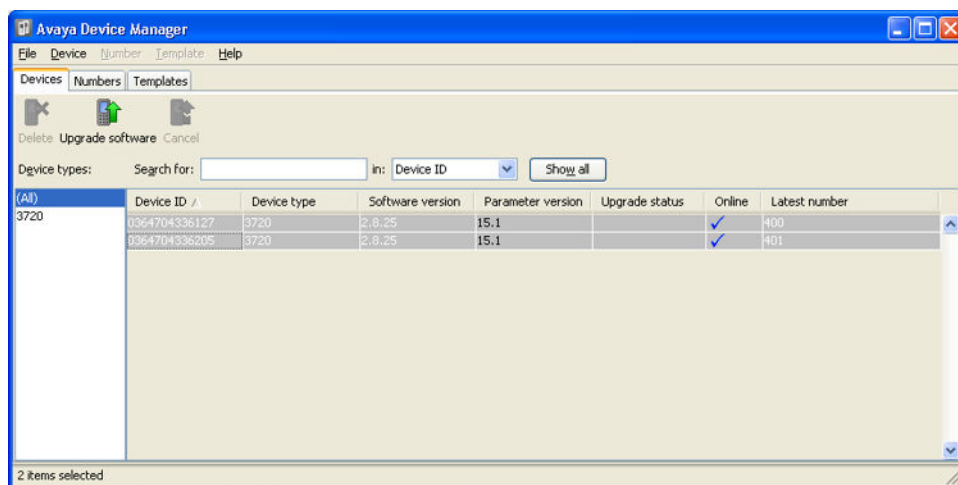 Avaya Device Manager
File Device Number Template Help
Devices Numbers Templates
Delete Upgrade software Cancel
Device types: Search for: in: Device ID Show all
(All) Device ID Device type Software version Parameter version Upgrade status Online Latest number
3720
0364704336127 3720 2.8.25 15.1 400
0364704336205 3720 2.8.25 15.1 401
2 items selected